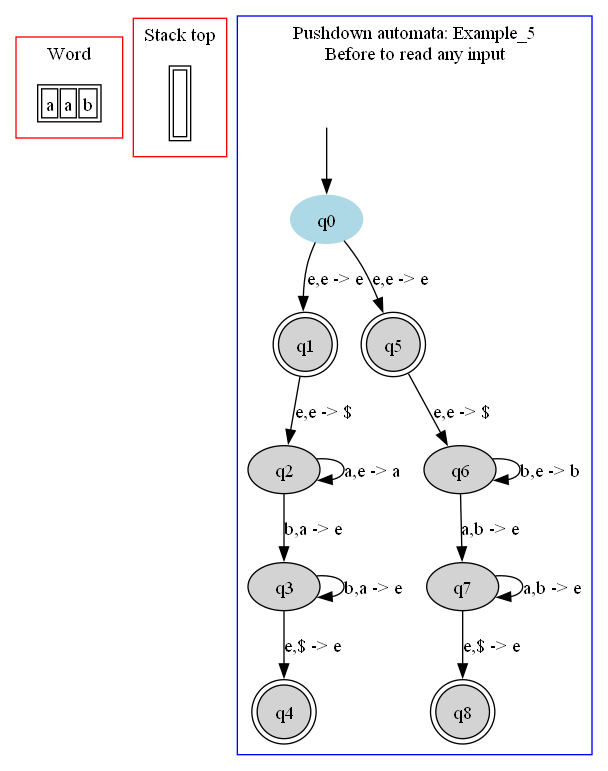 Word
a a b
Stack top
Pushdown automata: Example_5
Before to read any input
q0
e,e -> e
e,e -> e
q1
q5
e,e -> $
e,e -> $
q2
a,e -> a
q6
b,e -> b
b,a -> e
a,b -> e
q3
b,a -> e
q7
a,b -> e
e,$ -> e
e,$ -> e
q4
q8